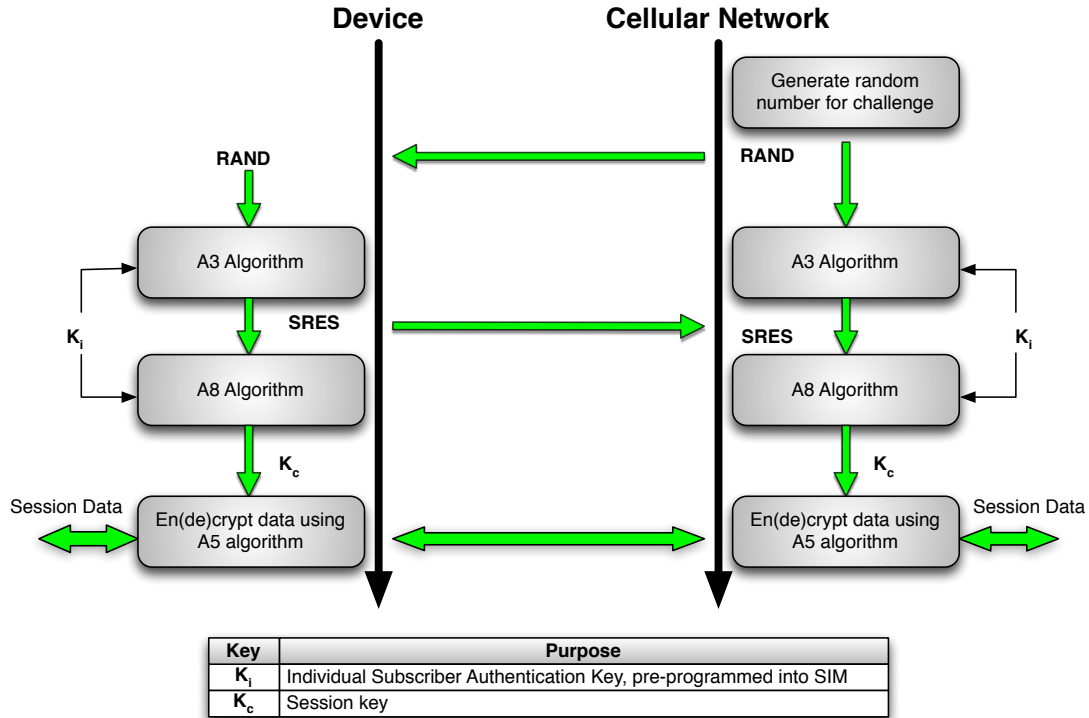 Device
Cellular Network
Generate random
number for challenge
RAND
RAND
A3 Algorithm
A3 Algorithm
SRES
SRES
Ki
Ki
A8 Algorithm
A8 Algorithm
Kc
Kc
Session Data
En(de)crypt data using
A5 algorithm
En(de)crypt data using
A5 algorithm
Session Data
Key Purpose
Ki Individual Subscriber Authentication Key, pre-programmed into SIM
Kc Session key